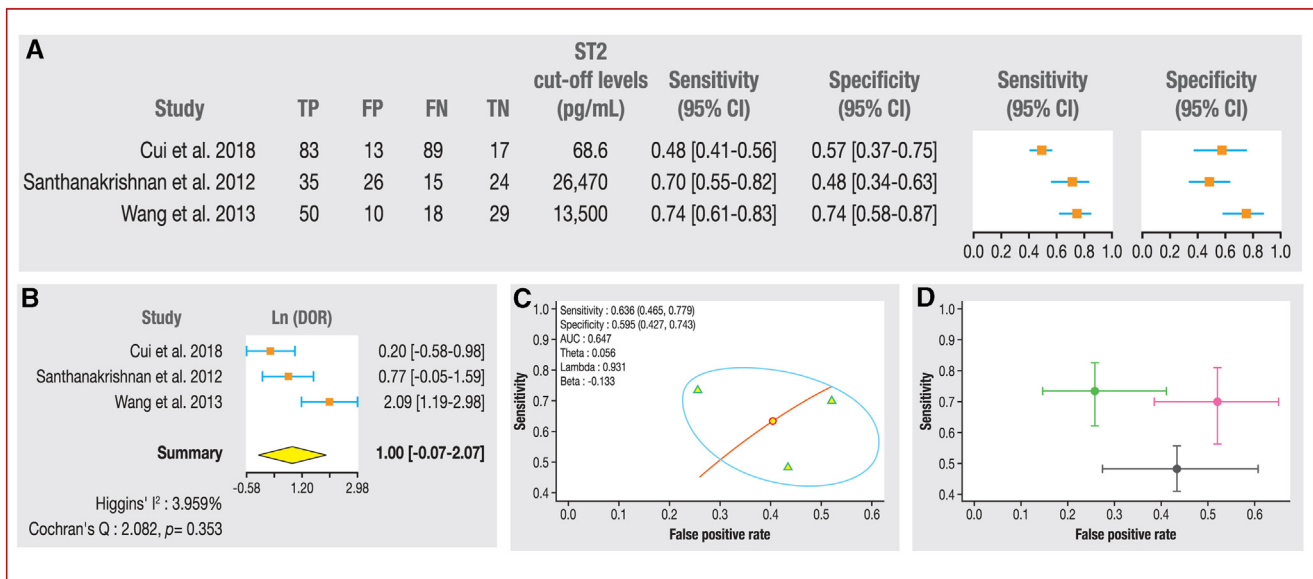 A
Study TP FP FN TN ST2 cut-off levels (pg/mL) Sensitivity (95% CI) Specificity (95% CI) Sensitivity (95% CI) Specificity (95% CI)
Cui et al. 2018 83 13 89 17 68.6 0.48 [0.41-0.56] 0.57 [0.37-0.75]
Santhanakrishnan et al. 2012 35 26 15 24 26,470 0.70 [0.55-0.82] 0.48 [0.34-0.63]
Wang et al. 2013 50 10 18 29 13,500 0.74 [0.61-0.83] 0.74 [0.58-0.87]
0.0 0.2 0.4 0.6 0.8 1.0 0.0 0.2 0.4 0.6 0.8 1.0
B
Study Ln (DOR)
Cui et al. 2018 0.20 [-0.58-0.98]
Santhanakrishnan et al. 2012 0.77 [-0.05-1.59]
Wang et al. 2013 2.09 [1.19-2.98]
Summary 1.00 [-0.07-2.07]
-0.58 1.20 2.98
Higgins' I² : 3.959%
Cochran's Q : 2.082, p= 0.353
C
Sensitivity : 0.636 (0.465, 0.779)
Specificity : 0.595 (0.427, 0.743)
AUC : 0.647
Theta : 0.056
Lambda : 0.931
Beta : -0.133
Sensitivity
1.0
0.9
0.8
0.7
0.6
0.5
0.4
0.0 0.1 0.2 0.3 0.4 0.5 0.6
False positive rate
D
Sensitivity
1.0
0.9
0.8
0.7
0.6
0.5
0.4
0.0 0.1 0.2 0.3 0.4 0.5 0.6
False positive rate